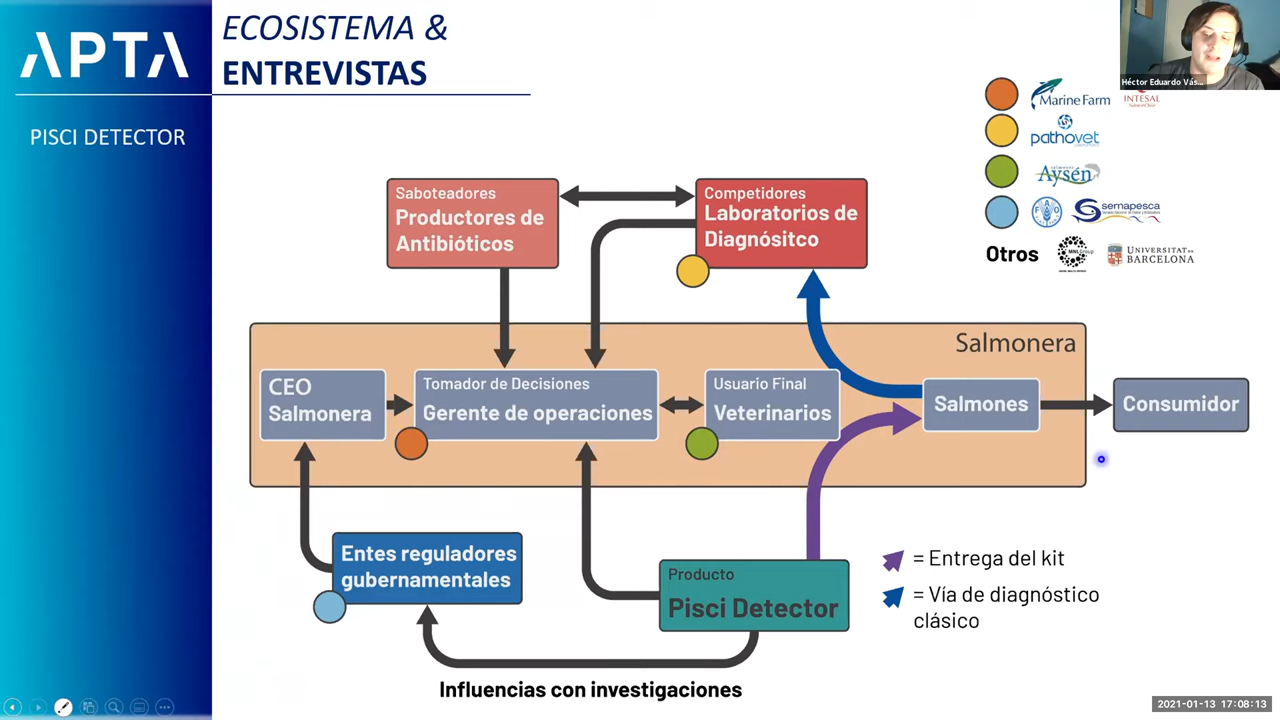 APTA
PISCI DETECTOR
ECOSISTEMA &
ENTREVISTAS
Héctor Eduardo Vás...
Marine Farm
INTESAL
pathovet
Aysén
FAO
semapesca
Otros
MNLGroup
UNIVERSITAT DE
BARCELONA
Saboteadores
Productores de
Antibióticos
Competidores
Laboratorios de
Diagnósitco
Salmonera
CEO
Salmonera
Tomador de Decisiones
Gerente de operaciones
Usuario Final
Veterinarios
Salmones
Consumidor
Entes reguladores
gubernamentales
Producto
Pisci Detector
= Entrega del kit
= Vía de diagnóstico
clásico
Influencias con investigaciones
2021-01-13 17:08:13